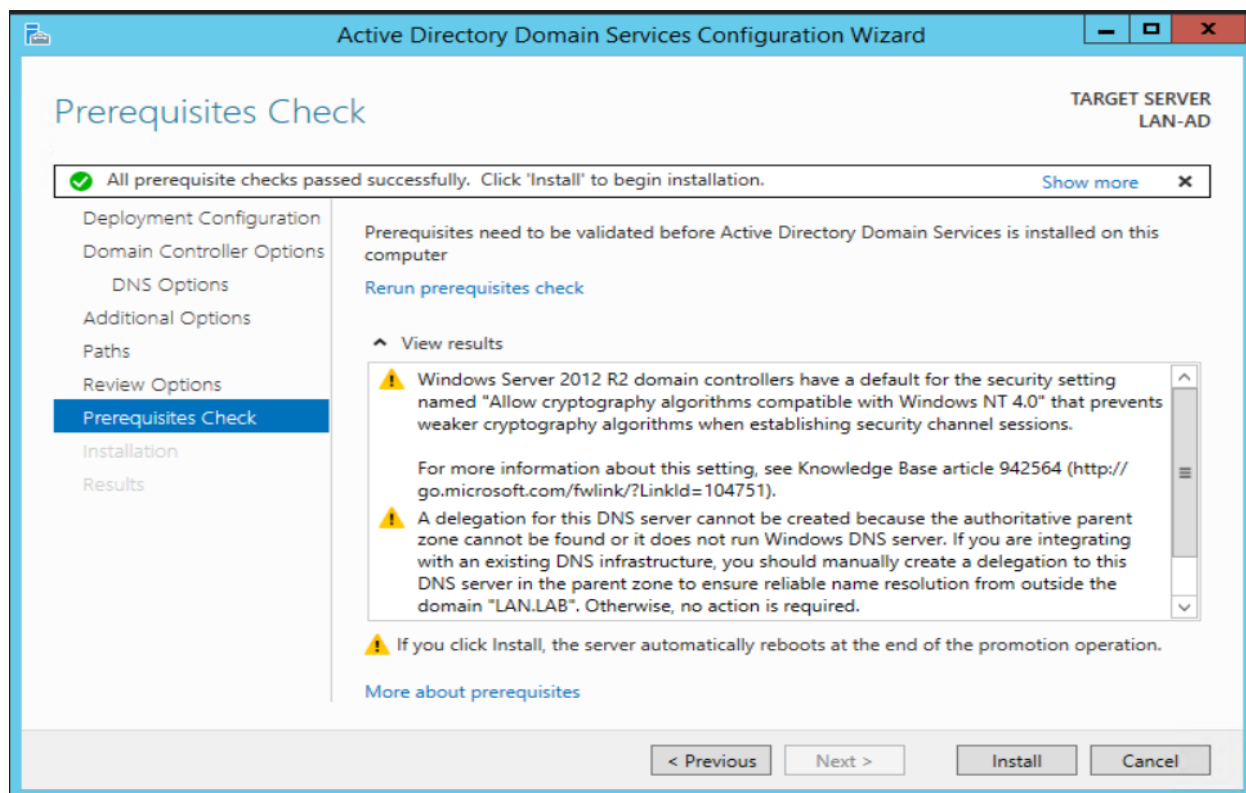 Active Directory Domain Services Configuration Wizard
Prerequisites Check
TARGET SERVER
LAN-AD
All prerequisite checks passed successfully. Click 'Install' to begin installation.
Show more
Deployment Configuration
Domain Controller Options
DNS Options
Additional Options
Paths
Review Options
Prerequisites Check
Installation
Results
Prerequisites need to be validated before Active Directory Domain Services is installed on this
computer
Rerun prerequisites check
View results
Windows Server 2012 R2 domain controllers have a default for the security setting
named "Allow cryptography algorithms compatible with Windows NT 4.0" that prevents
weaker cryptography algorithms when establishing security channel sessions.
For more information about this setting, see Knowledge Base article 942564 (http://
go.microsoft.com/fwlink/?LinkId=104751).
A delegation for this DNS server cannot be created because the authoritative parent
zone cannot be found or it does not run Windows DNS server. If you are integrating
with an existing DNS infrastructure, you should manually create a delegation to this
DNS server in the parent zone to ensure reliable name resolution from outside the
domain "LAN.LAB". Otherwise, no action is required.
If you click Install, the server automatically reboots at the end of the promotion operation.
More about prerequisites
< Previous
Next >
Install
Cancel